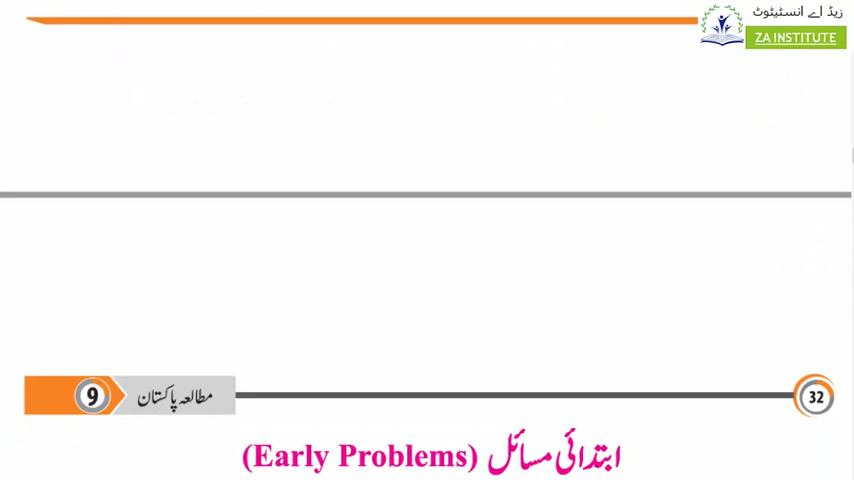 زیڈ اے انسٹیٹوٹ
ZA INSTITUTE
9 مطالعہ پاکستان 32
ابتدائی مسائل (Early Problems)